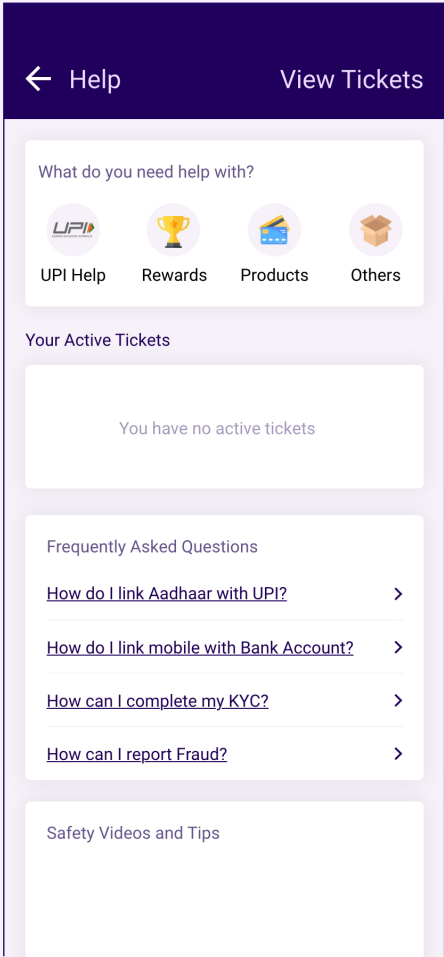 Help
View Tickets
What do you need help with?
UPI
UPI Help
Rewards
Products
Others
Your Active Tickets
You have no active tickets
Frequently Asked Questions
How do I link Aadhaar with UPI?
How do I link mobile with Bank Account?
How can I complete my KYC?
How can I report Fraud?
Safety Videos and Tips